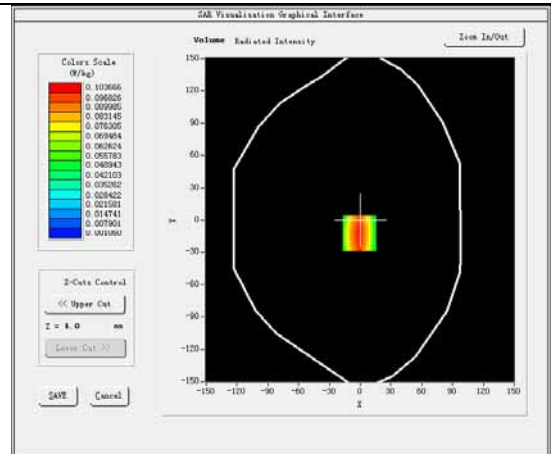 SAR Visualisation Graphical Interface
Volume Radiated Intensity
Zoom In/Out
Colors Scale
(W/kg)
0.103666
0.096826
0.089985
0.083145
0.076305
0.069464
0.062624
0.055783
0.048943
0.042103
0.035262
0.028422
0.021581
0.014741
0.007901
0.001060
150
120
90
60
30
0
-30
-60
-90
-120
-150
Y
-150 -120 -90 -60 -30 0 30 60 90 120 150
X
Z-Cuts Control
<< Upper Cut
Z = 4.0 mm
Lower Cut >>
SAVE
Cancel